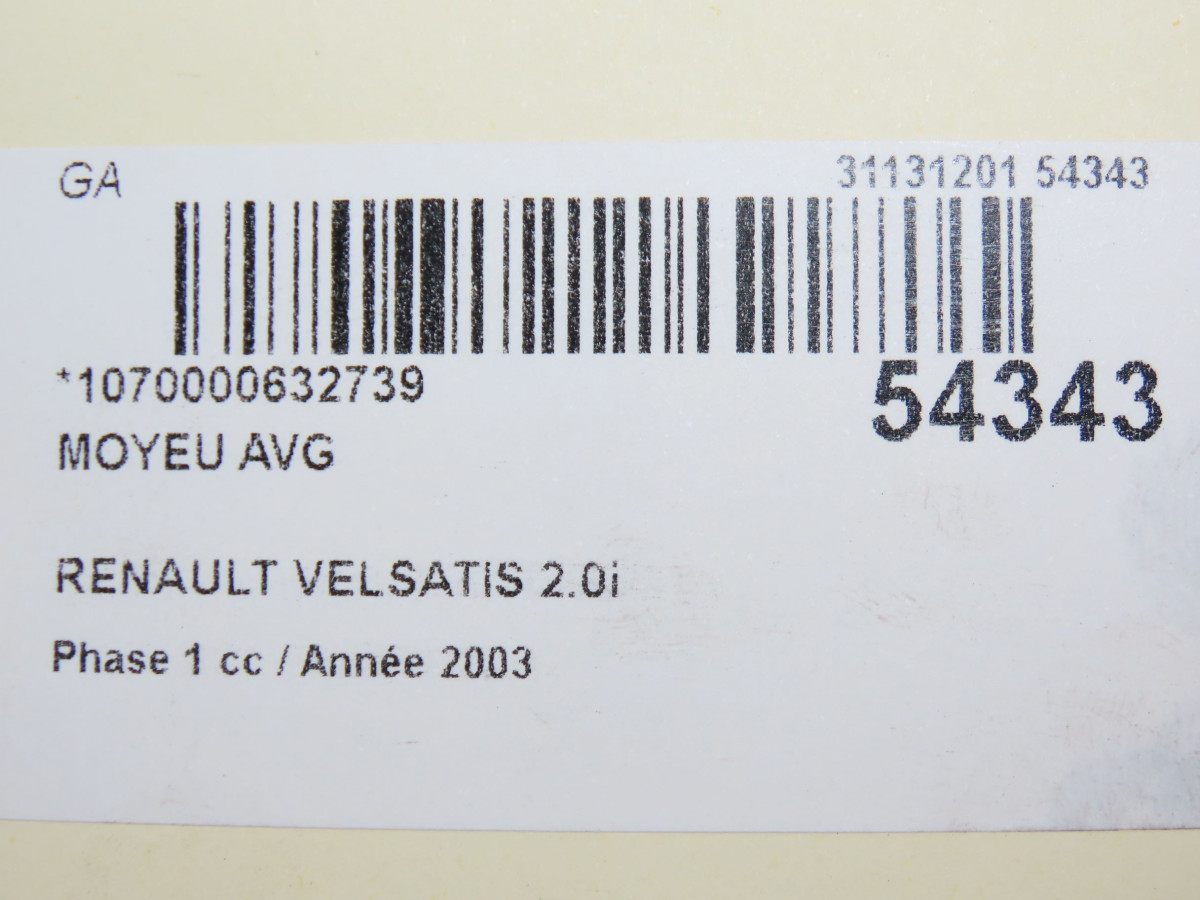 GA 31131201 54343
*1070000632739
54343
MOYEU AVG
RENAULT VELSATIS 2.0i
Phase 1 cc / Année 2003